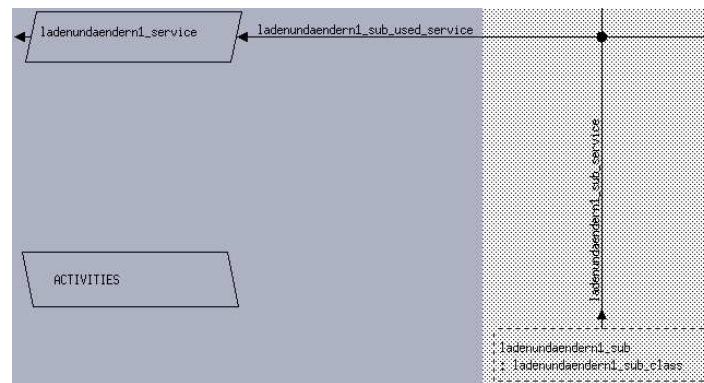 ladenundaendern1_service
ladenundaendern1_sub_used_service
ladenundaendern1_sub_service
ACTIVITIES
ladenundaendern1_sub
: ladenundaendern1_sub_class